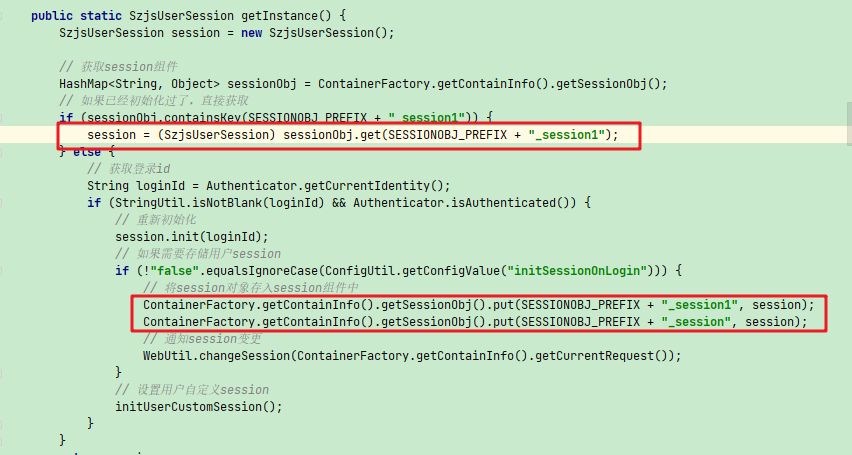 public static SzjsUserSession getInstance() {
SzjsUserSession session = new SzjsUserSession();
// 获取session组件
HashMap<String, Object> sessionObj = ContainerFactory.getContainInfo().getSessionObj();
// 如果已经初始化过了，直接获取
if (sessionObj.containsKey(SESSIONOBJ_PREFIX + "_session1")) {
session = (SzjsUserSession) sessionObj.get(SESSIONOBJ_PREFIX + "_session1");
} else {
// 获取登录id
String loginId = Authenticator.getCurrentIdentity();
if (StringUtil.isNotBlank(loginId) && Authenticator.isAuthenticated()) {
// 重新初始化
session.init(loginId);
// 如果需要存储用户session
if (!"false".equalsIgnoreCase(ConfigUtil.getConfigValue("initSessionOnLogin"))) {
// 将session对象存入session组件中
ContainerFactory.getContainInfo().getSessionObj().put(SESSIONOBJ_PREFIX + "_session1", session);
ContainerFactory.getContainInfo().getSessionObj().put(SESSIONOBJ_PREFIX + "_session", session);
// 通知session变更
WebUtil.changeSession(ContainerFactory.getContainInfo().getCurrentRequest());
}
// 设置用户自定义session
initUserCustomSession();
}
}